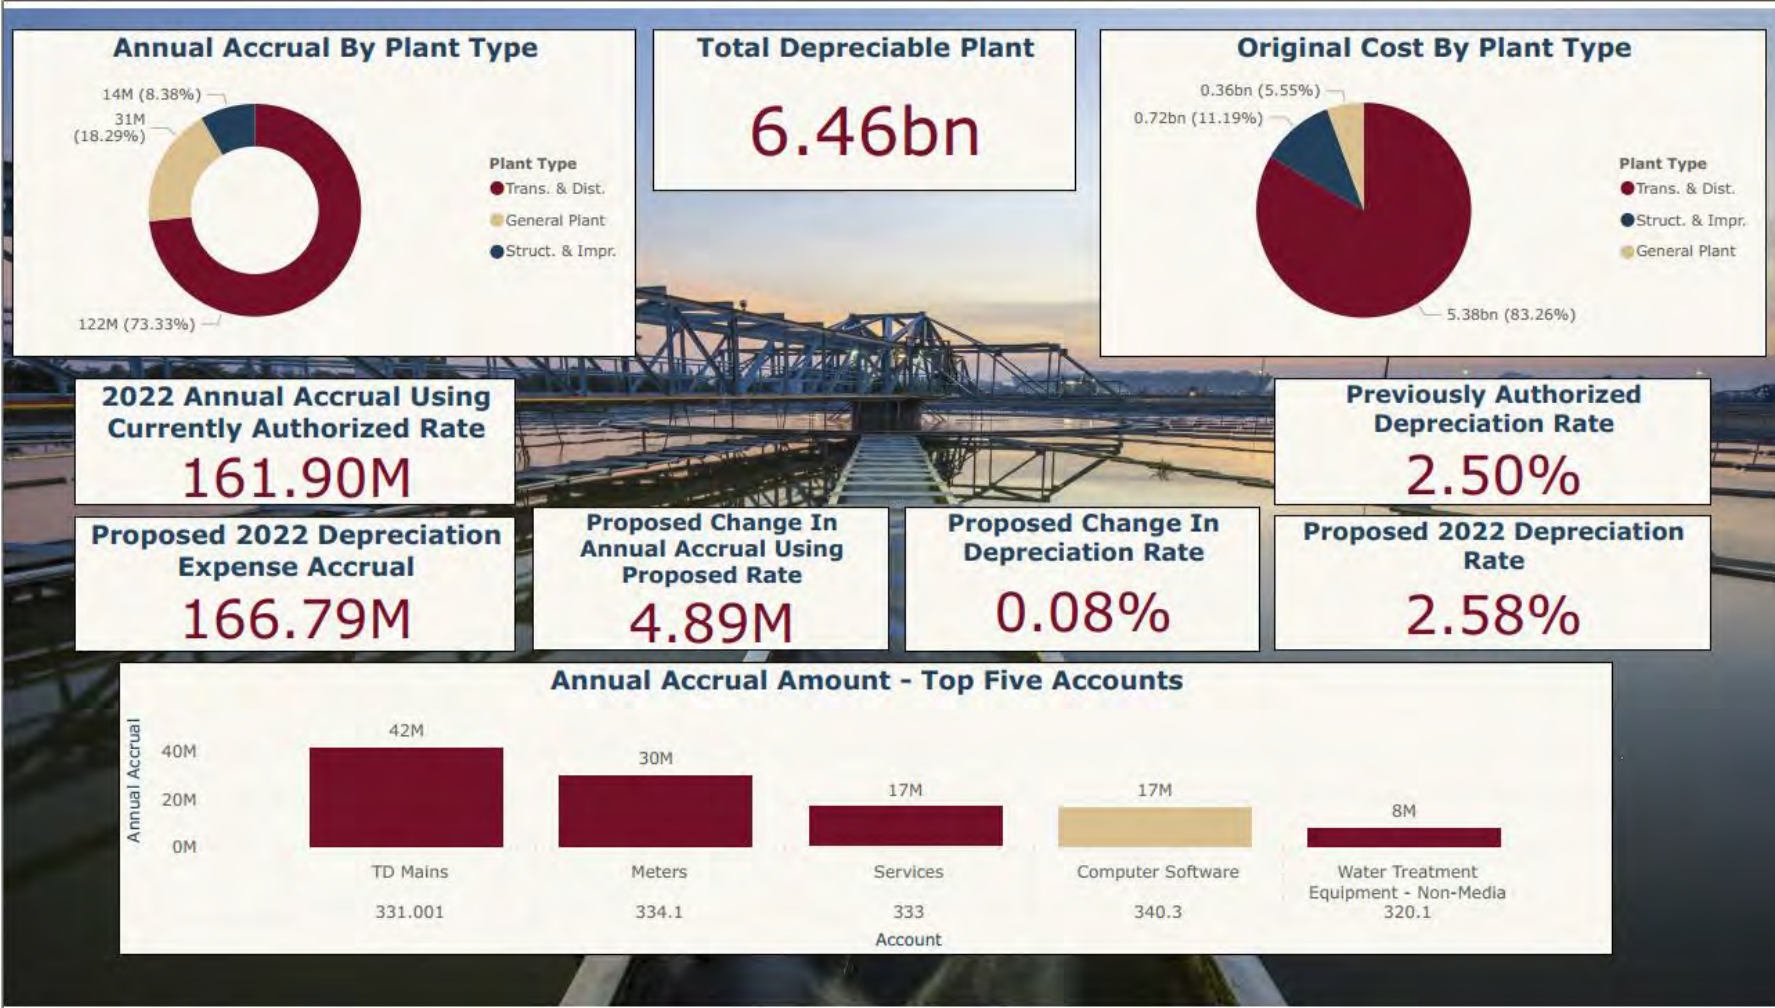 Annual Accrual By Plant Type
14M (8.38%)
31M
(18.29%)
122M (73.33%)
Plant Type
Trans. & Dist.
General Plant
Struct. & Impr.
Total Depreciable Plant
6.46bn
Original Cost By Plant Type
0.36bn (5.55%)
0.72bn (11.19%)
5.38bn (83.26%)
Plant Type
Trans. & Dist.
Struct. & Impr.
General Plant
2022 Annual Accrual Using
Currently Authorized Rate
161.90M
Previously Authorized
Depreciation Rate
2.50%
Proposed 2022 Depreciation
Expense Accrual
166.79M
Proposed Change In
Annual Accrual Using
Proposed Rate
4.89M
Proposed Change In
Depreciation Rate
0.08%
Proposed 2022 Depreciation
Rate
2.58%
Annual Accrual Amount - Top Five Accounts
Annual Accrual
40M
20M
0M
42M
30M
17M
17M
8M
TD Mains
Meters
Services
Computer Software
Water Treatment
Equipment - Non-Media
331.001
334.1
333
340.3
320.1
Account